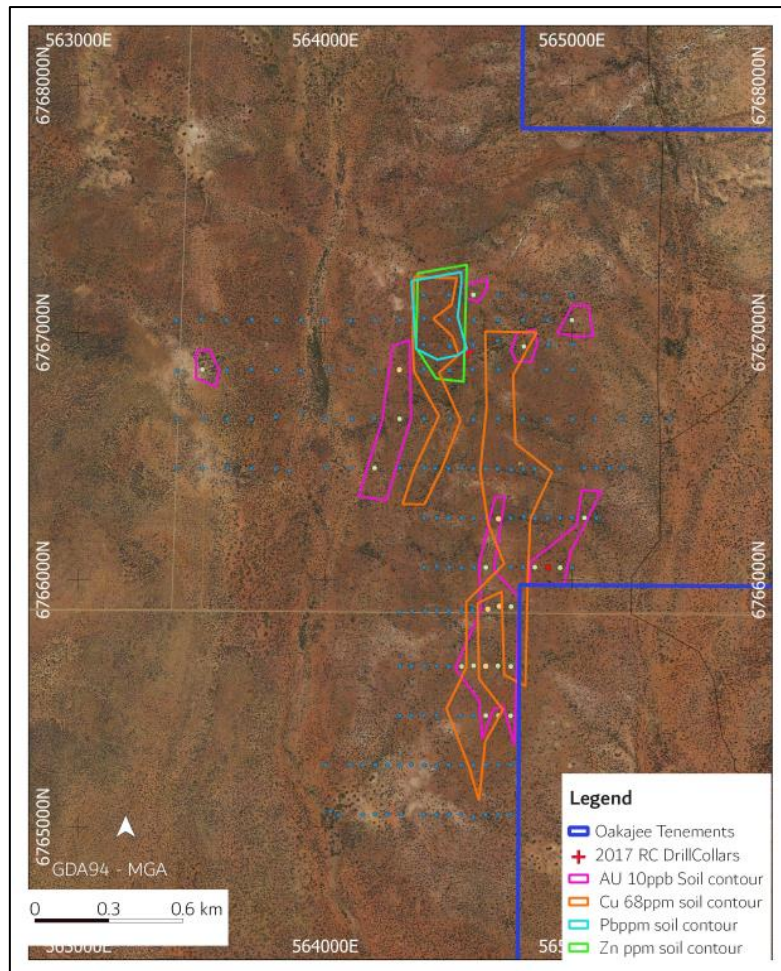 563000E
564000E
565000E
6768000N
6768000N
6767000N
6767000N
6766000N
6766000N
6765000N
GDA94 - MGA
0 0.3 0.6 km
Legend
Oakajee Tenements
2017 RC DrillCollars
AU 10ppb Soil contour
Cu 68ppm soil contour
Pbppm soil contour
Zn ppm soil contour
564000E